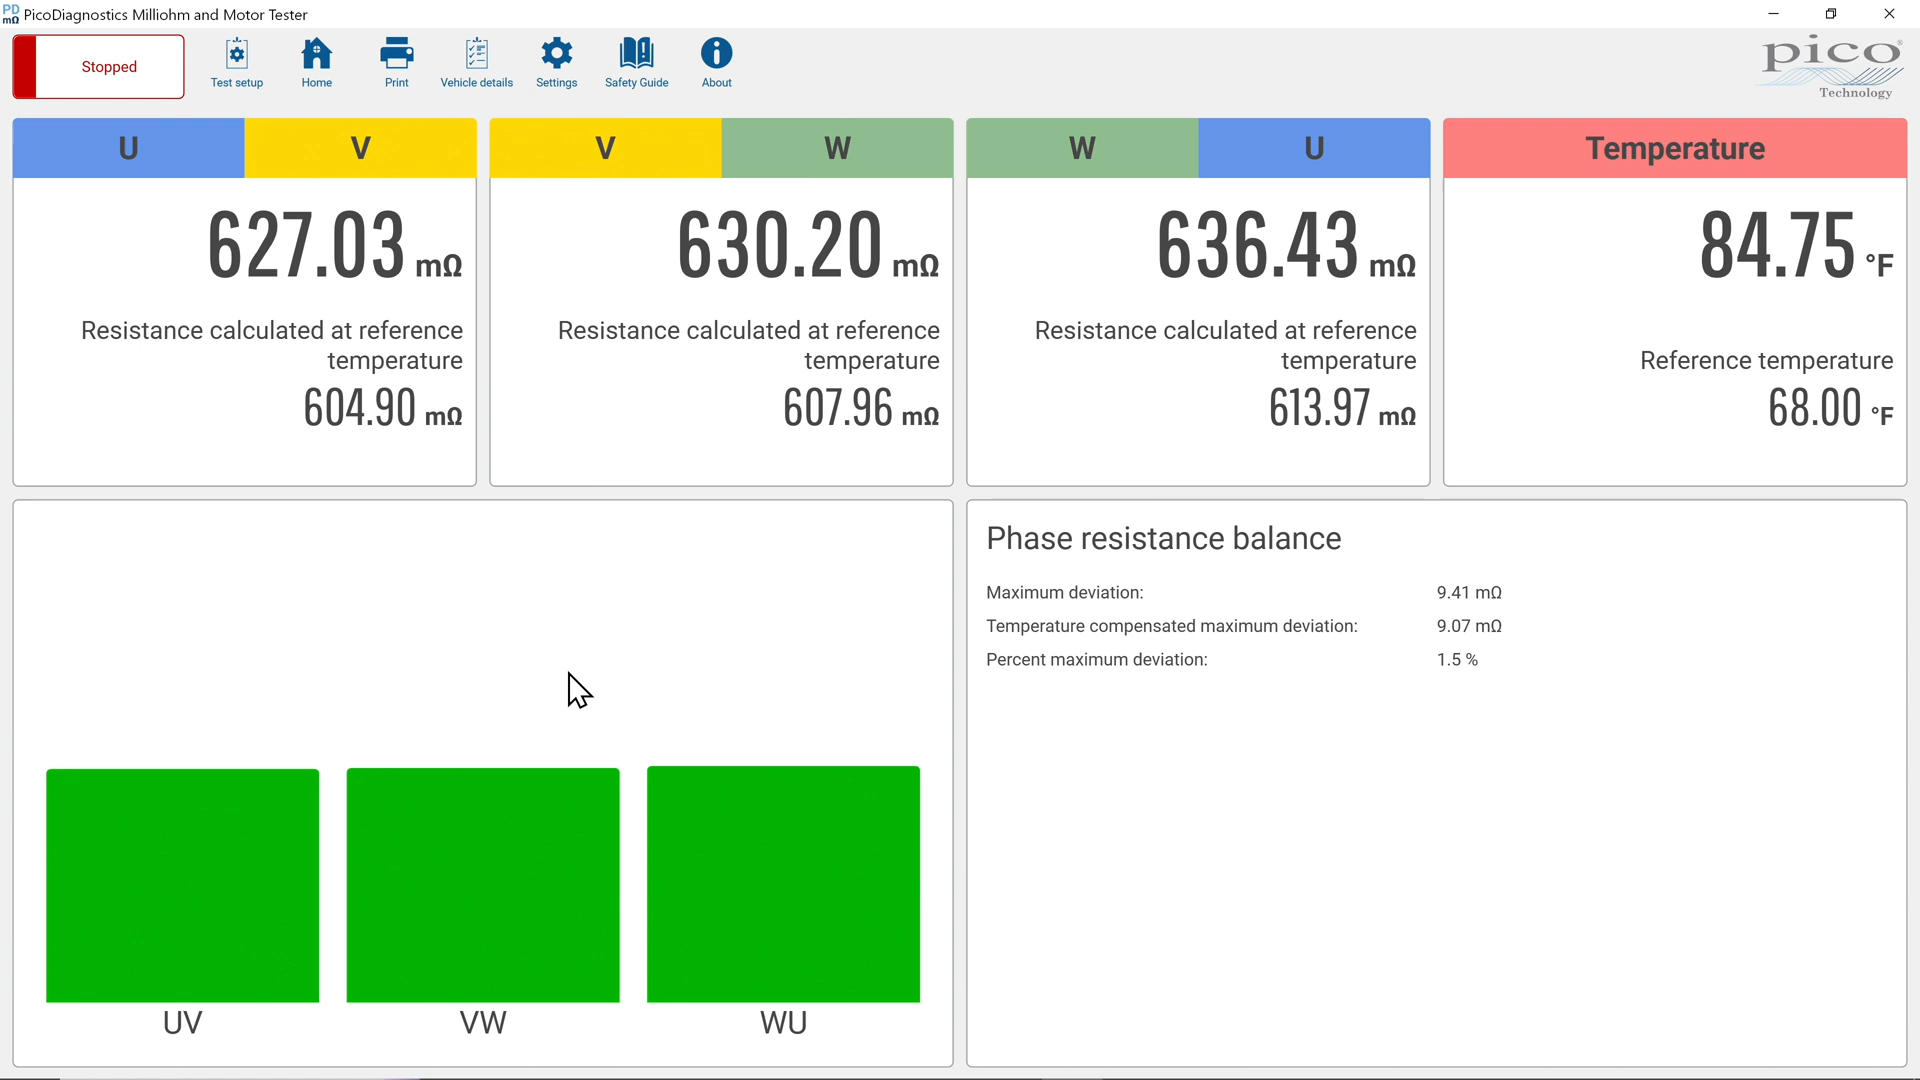 PD
mΩ
PicoDiagnostics Milliohm and Motor Tester
Stopped
Test setup
Home
Print
Vehicle details
Settings
Safety Guide
About
pico®
Technology
U
V
V
W
W
U
Temperature
627.03 mΩ
630.20 mΩ
636.43 mΩ
84.75 °F
Resistance calculated at reference
temperature
604.90 mΩ
Resistance calculated at reference
temperature
607.96 mΩ
Resistance calculated at reference
temperature
613.97 mΩ
Reference temperature
68.00 °F
UV
VW
WU
Phase resistance balance
Maximum deviation: 9.41 mΩ
Temperature compensated maximum deviation: 9.07 mΩ
Percent maximum deviation: 1.5 %